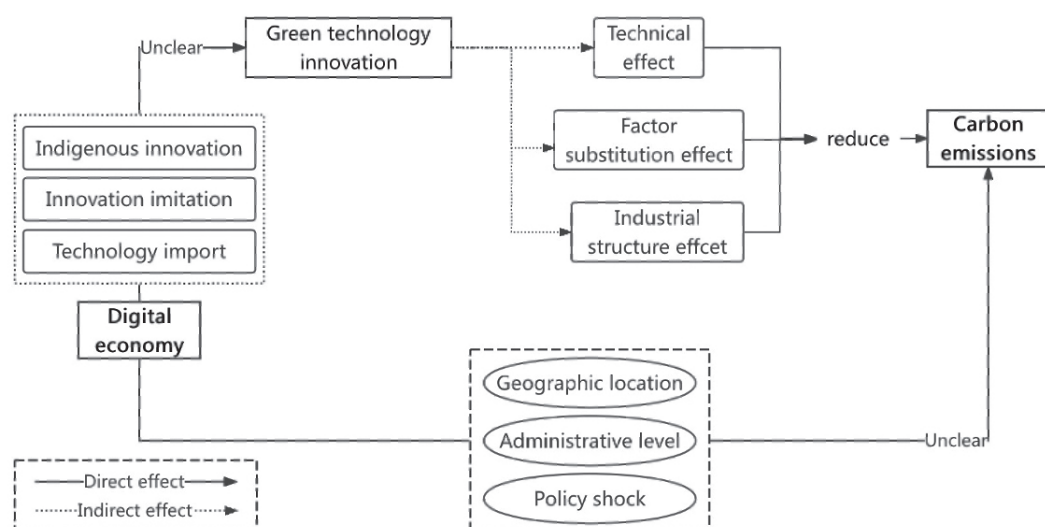 Unclear
Green technology
innovation
Technical
effect
Indigenous innovation
Innovation imitation
Technology import
Factor
substitution effect
reduce
Carbon
emissions
Industrial
structure effcet
Digital
economy
Geographic location
Administrative level
Policy shock
Unclear
Direct effect
Indirect effect